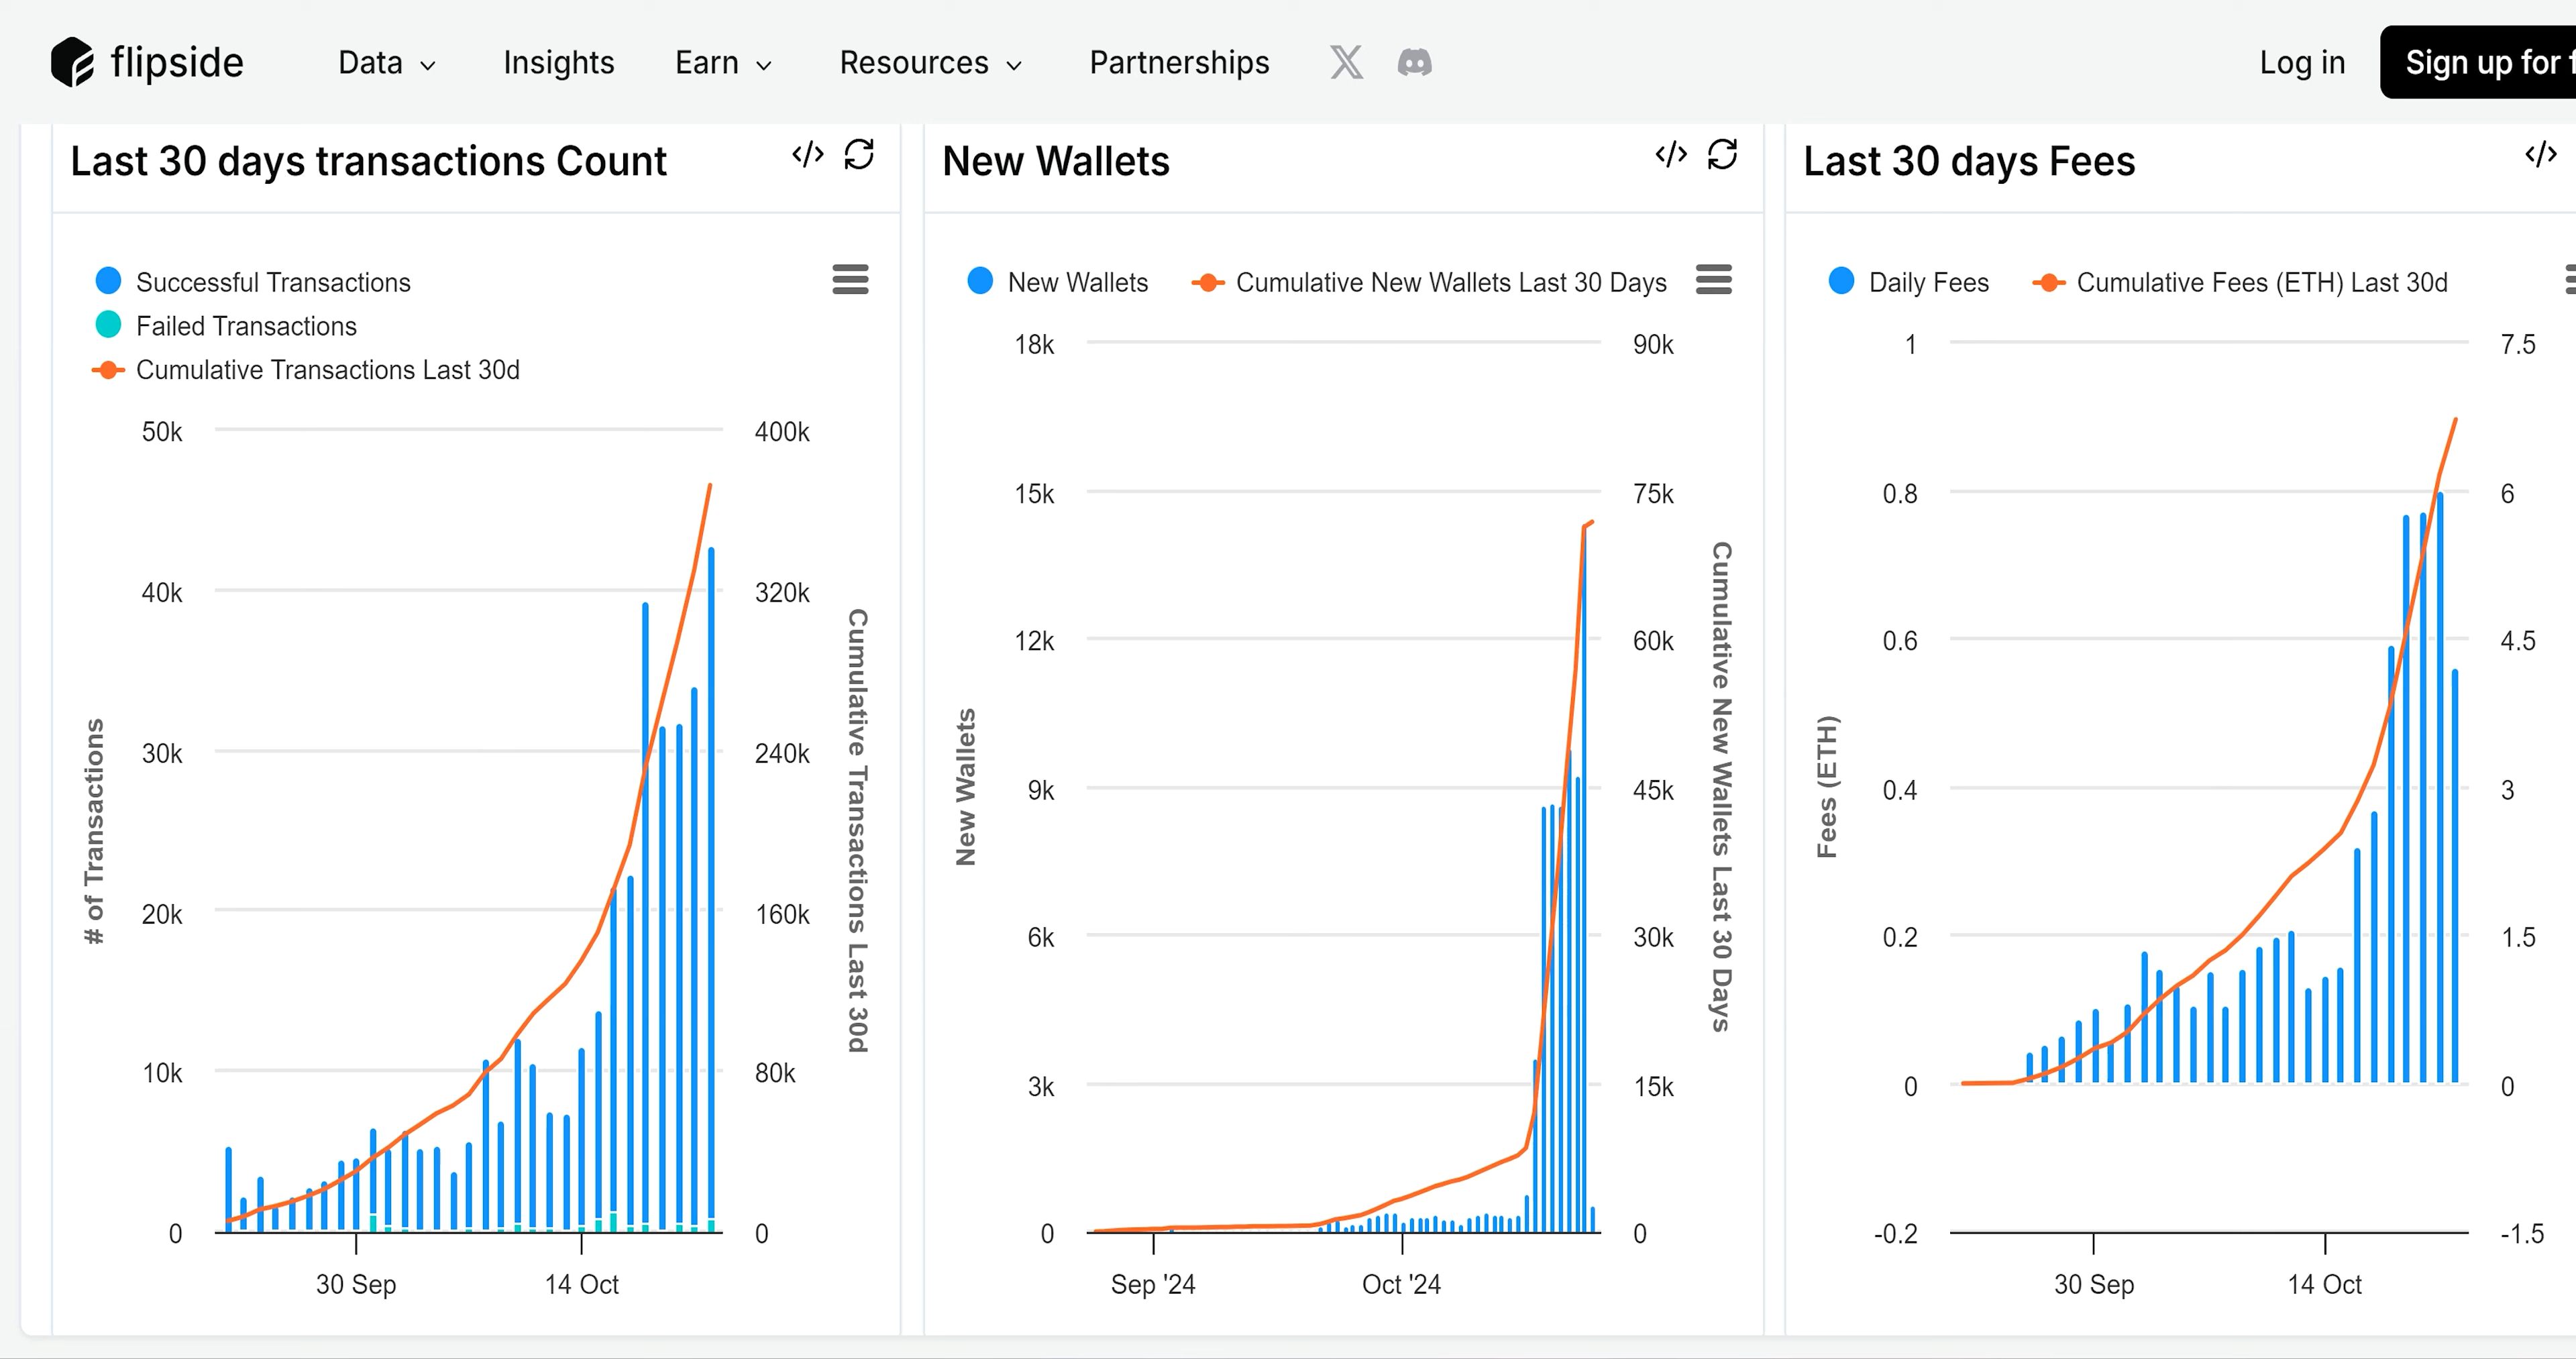 flipside Data Insights Earn Resources Partnerships Log in Sign up for f
Last 30 days transactions Count
Successful Transactions
Failed Transactions
Cumulative Transactions Last 30d
50k 400k
40k 320k
30k 240k
20k 160k
10k 80k
0 0
# of Transactions
Cumulative Transactions Last 30d
30 Sep 14 Oct
New Wallets
New Wallets Cumulative New Wallets Last 30 Days
18k 90k
15k 75k
12k 60k
9k 45k
6k 30k
3k 15k
0 0
New Wallets
Cumulative New Wallets Last 30 Days
Sep '24 Oct '24
Last 30 days Fees
Daily Fees Cumulative Fees (ETH) Last 30d
1 7.5
0.8 6
0.6 4.5
0.4 3
0.2 1.5
0 0
-0.2 -1.5
Fees (ETH)
30 Sep 14 Oct